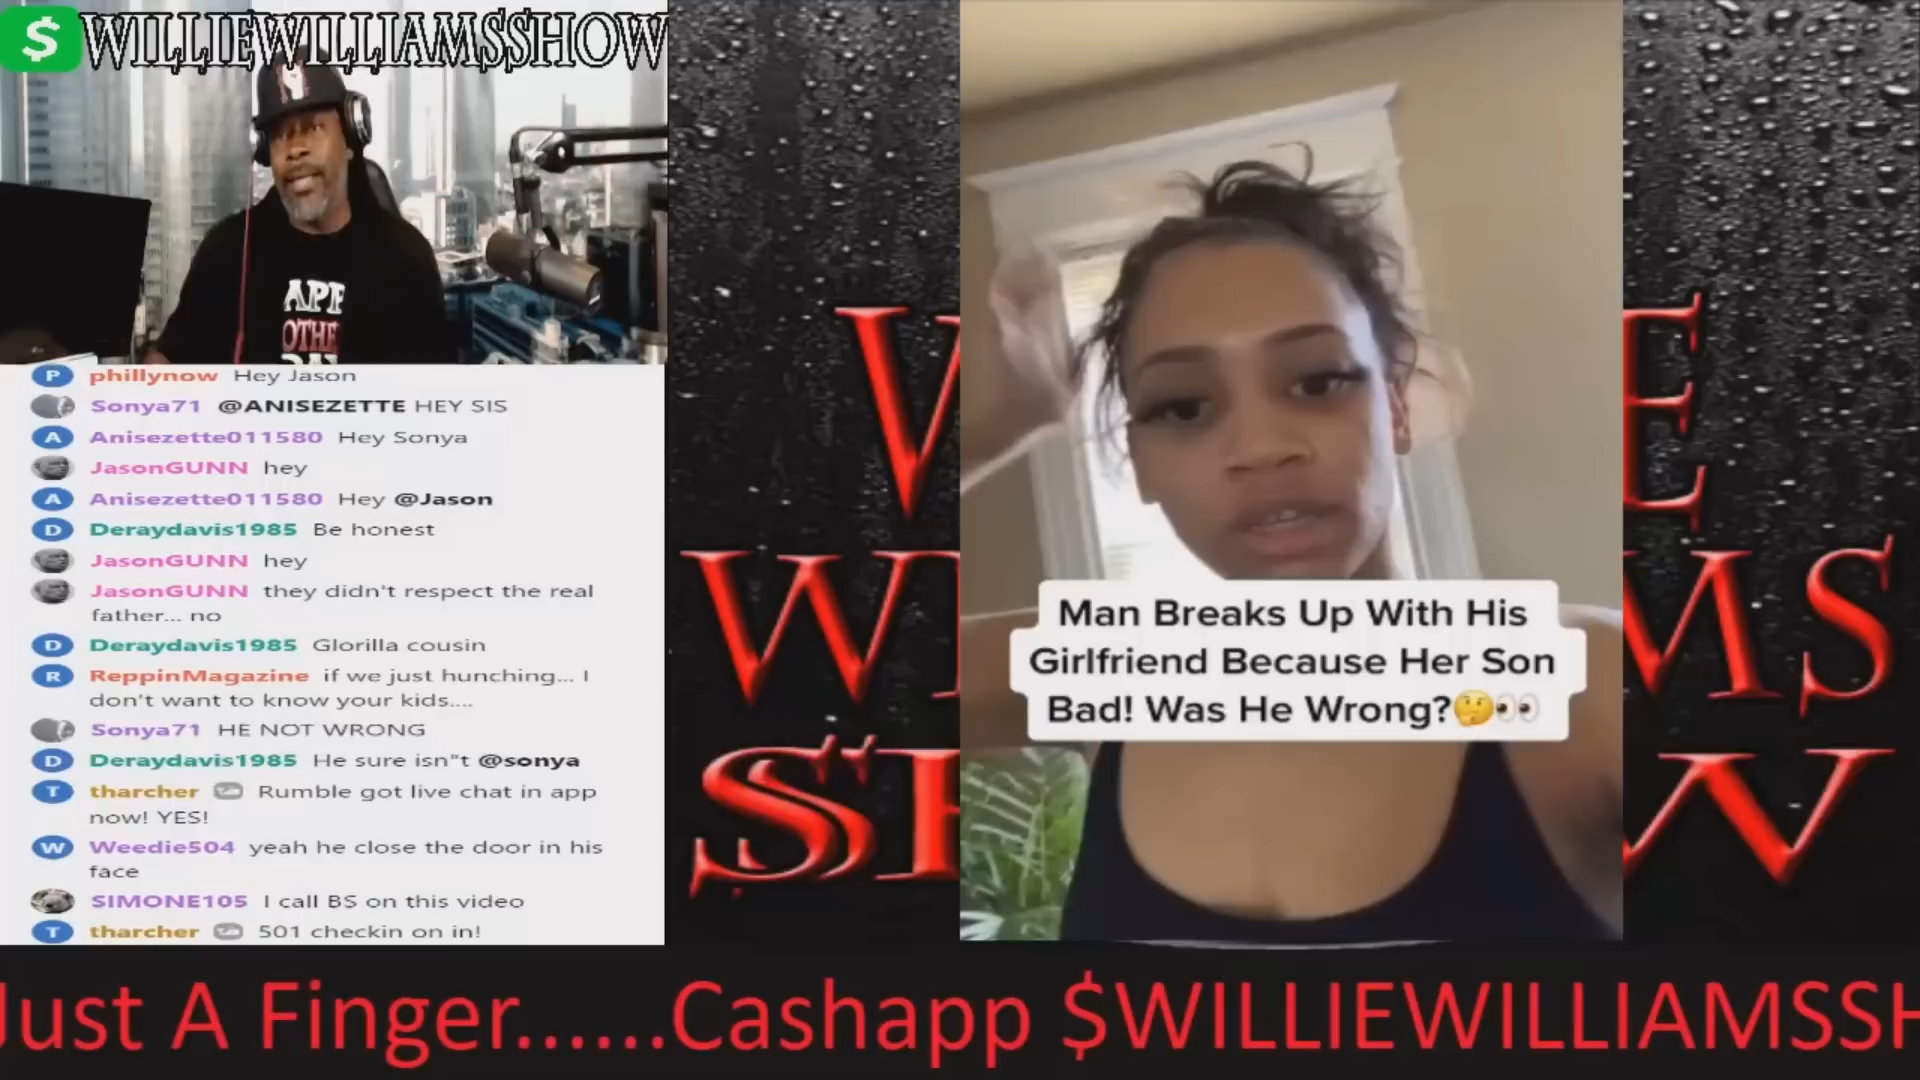 $ WILLIEWILLIAMSSHOW
APE
OTHE
DAY
phillynow Hey Jason
Sonya71 @ANISEZETTE HEY SIS
Anisezette011580 Hey Sonya
JasonGUNN hey
Anisezette011580 Hey @Jason
Deraydavis1985 Be honest
JasonGUNN hey
JasonGUNN they didn't respect the real
father... no
Deraydavis1985 Glorilla cousin
ReppinMagazine if we just hunching... I
don't want to know your kids....
Sonya71 HE NOT WRONG
Deraydavis1985 He sure isn"t @sonya
tharcher Rumble got live chat in app
now! YES!
Weedie504 yeah he close the door in his
face
SIMONE105 I call BS on this video
tharcher 501 checkin on in!
Man Breaks Up With His
Girlfriend Because Her Son
Bad! Was He Wrong?🤔👀
W E
WI MS
$H W
Just A Finger......Cashapp $WILLIEWILLIAMSSH